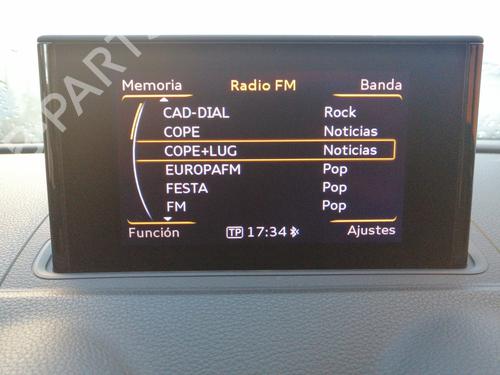 Memoria Radio FM Banda
CAD-DIAL Rock
COPE Noticias
COPE+LUG Noticias
EUROPAFM Pop
FESTA Pop
FM Pop
Función TP 17:34 Ajustes